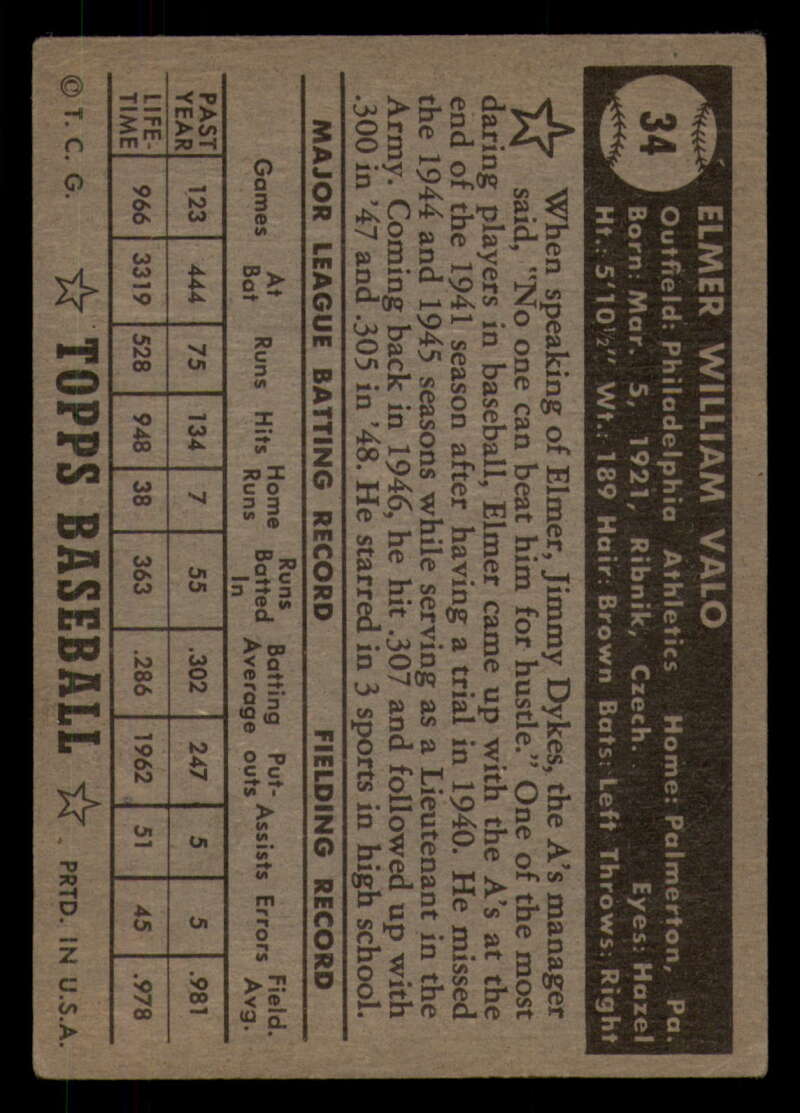 34
ELMER WILLIAM VALO
Outfield: Philadelphia Athletics Home: Palmerton, Pa.
Born: Mar. 5, 1921, Ribnik, Czech. Eyes: Hazel
Ht.: 5'10½" Wt.: 189 Hair: Brown Bats: Left Throws: Right
When speaking of Elmer, Jimmy Dykes, the A's manager
said, "No one can beat him for hustle." One of the most
daring players in baseball, Elmer came up with the A's at the
end of the 1941 season after having a trial in 1940. He missed
the 1944 and 1945 seasons while serving as a Lieutenant in the
Army. Coming back in 1946, he hit .307 and followed up with
.300 in '47 and .305 in '48. He starred in 3 sports in high school.
MAJOR LEAGUE BATTING RECORD FIELDING RECORD
Games At Bat Runs Hits Home Runs Runs Batted In Batting Average Put-outs Assists Errors Field. Avg.
PAST YEAR 123 444 75 134 7 55 .302 247 5 5 .981
LIFE-TIME 966 3319 528 948 38 363 .286 1962 51 45 .978
© T. C. G. ☆ TOPPS BASEBALL ☆ PRTD. IN U.S.A.